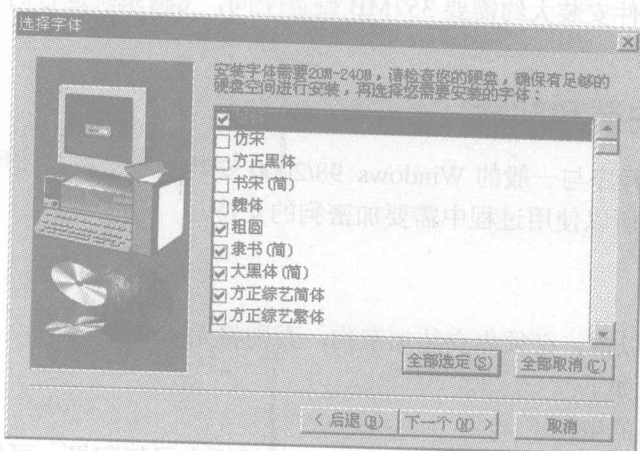 选择字体
安装字体需要20M-240M，请检查您的硬盘，确保有足够的
硬盘空间进行安装，再选择您需要安装的字体：
仿宋
方正黑体
书宋(简)
魏体
粗圆
隶书(简)
大黑体(简)
方正综艺简体
方正综艺繁体
全部选定(S)
全部取消(C)
< 后退(B)
下一个(N) >
取消